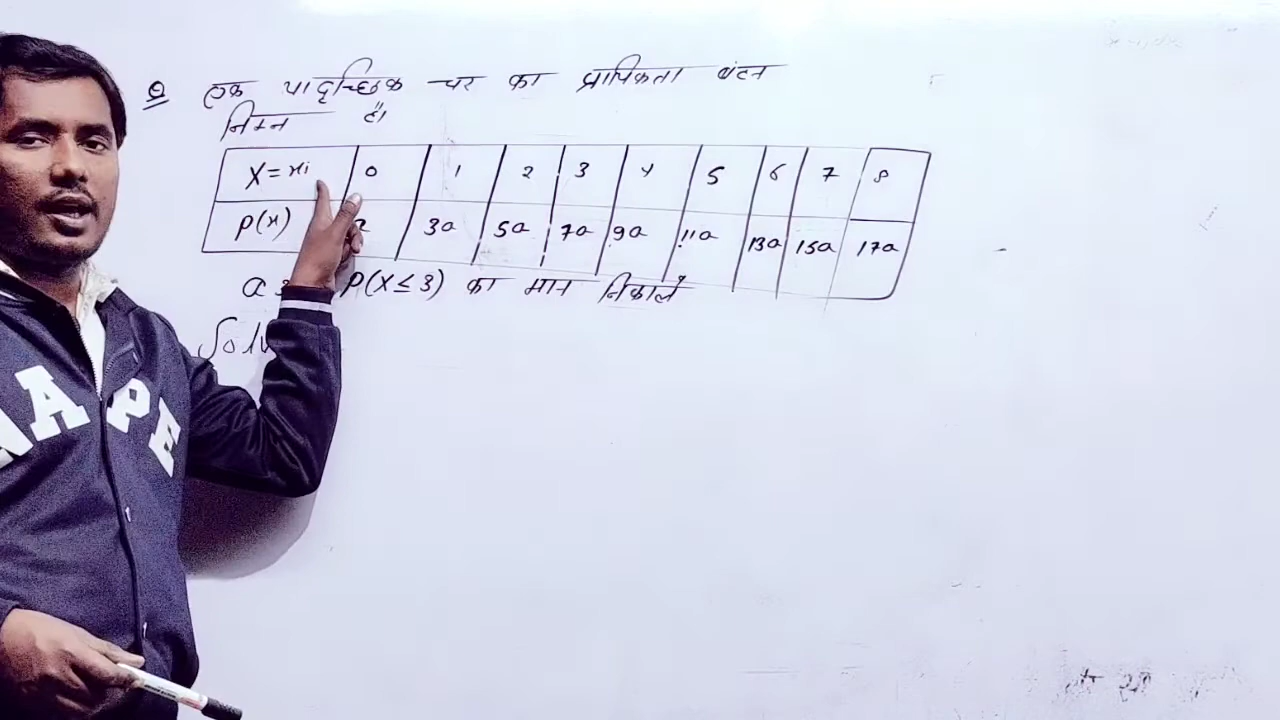 Q एक यादृच्छिक चर का प्रायिकता बंटन
निम्न है।
X = xi 0 1 2 3 4 5 6 7 8
P(x) 3a 5a 7a 9a 11a 13a 15a 17a
a P(X ≤ 3) का मान निकालें
APE